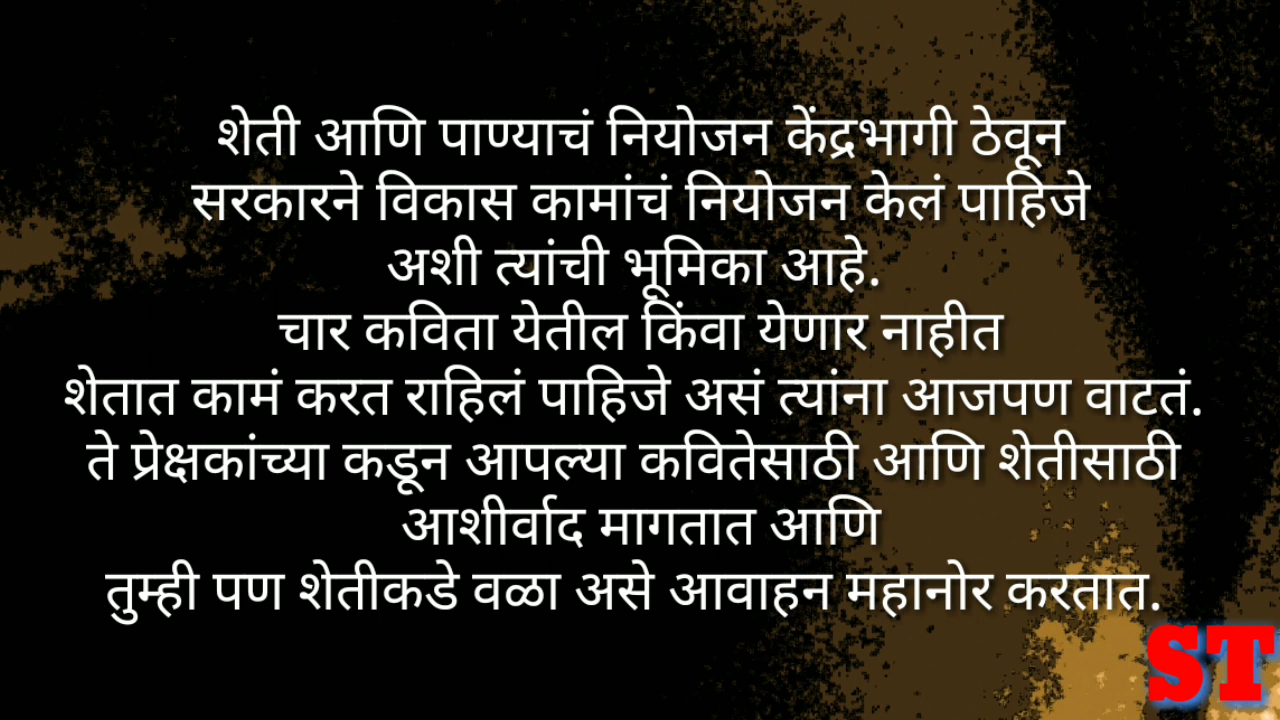 शेती आणि पाण्याचं नियोजन केंद्रभागी ठेवून
सरकारने विकास कामांचं नियोजन केलं पाहिजे
अशी त्यांची भूमिका आहे.
चार कविता येतील किंवा येणार नाहीत
शेतात कामं करत राहिलं पाहिजे असं त्यांना आजपण वाटतं.
ते प्रेक्षकांच्या कडून आपल्या कवितेसाठी आणि शेतीसाठी
आशीर्वाद मागतात आणि
तुम्ही पण शेतीकडे वळा असे आवाहन महानोर करतात.
ST